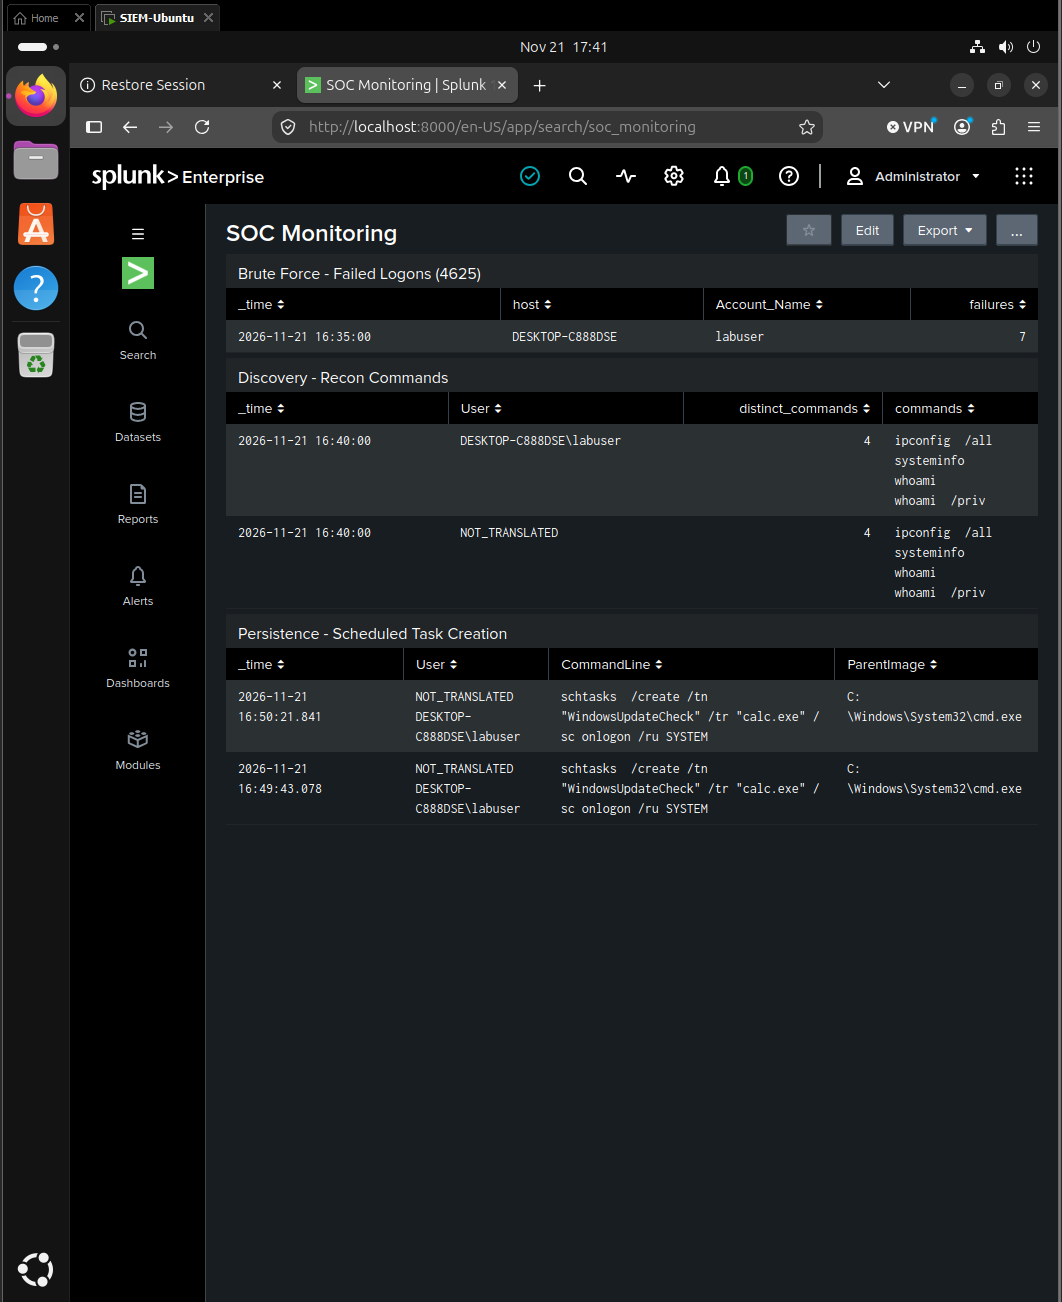 Home
SIEM-Ubuntu
Nov 21 17:41
Restore Session
SOC Monitoring | Splunk
http://localhost:8000/en-US/app/search/soc_monitoring
VPN
splunk> Enterprise
1
Administrator
Search
Datasets
Reports
Alerts
Dashboards
Modules
SOC Monitoring
Edit
Export
...
Brute Force - Failed Logons (4625)
_time host Account_Name failures
2026-11-21 16:35:00 DESKTOP-C888DSE labuser 7
Discovery - Recon Commands
_time User distinct_commands commands
2026-11-21 16:40:00 DESKTOP-C888DSE\labuser 4 ipconfig /all
systeminfo
whoami
whoami /priv
2026-11-21 16:40:00 NOT_TRANSLATED 4 ipconfig /all
systeminfo
whoami
whoami /priv
Persistence - Scheduled Task Creation
_time User CommandLine ParentImage
2026-11-21 NOT_TRANSLATED schtasks /create /tn C:
16:50:21.841 DESKTOP- "WindowsUpdateCheck" /tr "calc.exe" / \Windows\System32\cmd.exe
C888DSE\labuser sc onlogon /ru SYSTEM
2026-11-21 NOT_TRANSLATED schtasks /create /tn C:
16:49:43.078 DESKTOP- "WindowsUpdateCheck" /tr "calc.exe" / \Windows\System32\cmd.exe
C888DSE\labuser sc onlogon /ru SYSTEM